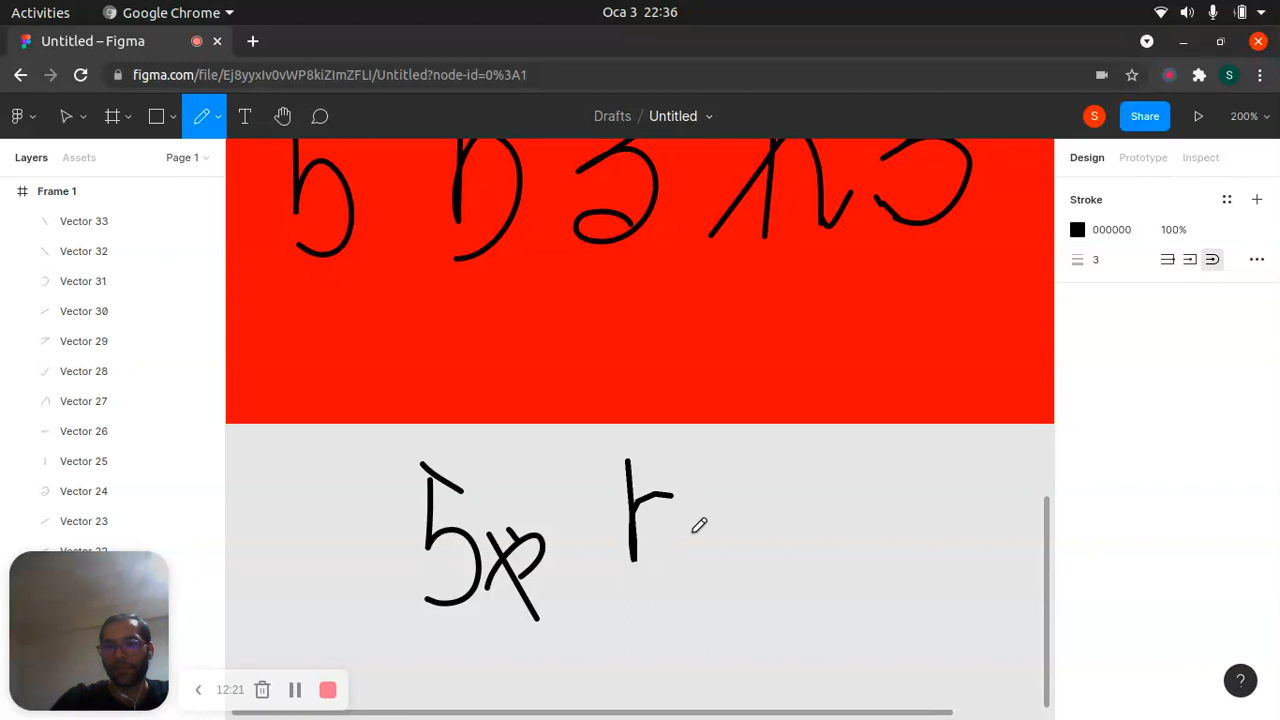 Activities Google Chrome Oca 3 22:36
Untitled – Figma
figma.com/file/Ej8yyxIv0vWP8kiZImZFLI/Untitled?node-id=0%3A1 S
Drafts / Untitled S Share 200%
Layers Assets Page 1 Design Prototype Inspect
Frame 1 Stroke
Vector 33 000000 100%
Vector 32 3
Vector 31
Vector 30
Vector 29
Vector 28
Vector 27
Vector 26
Vector 25
Vector 24
Vector 23
12:21 ?